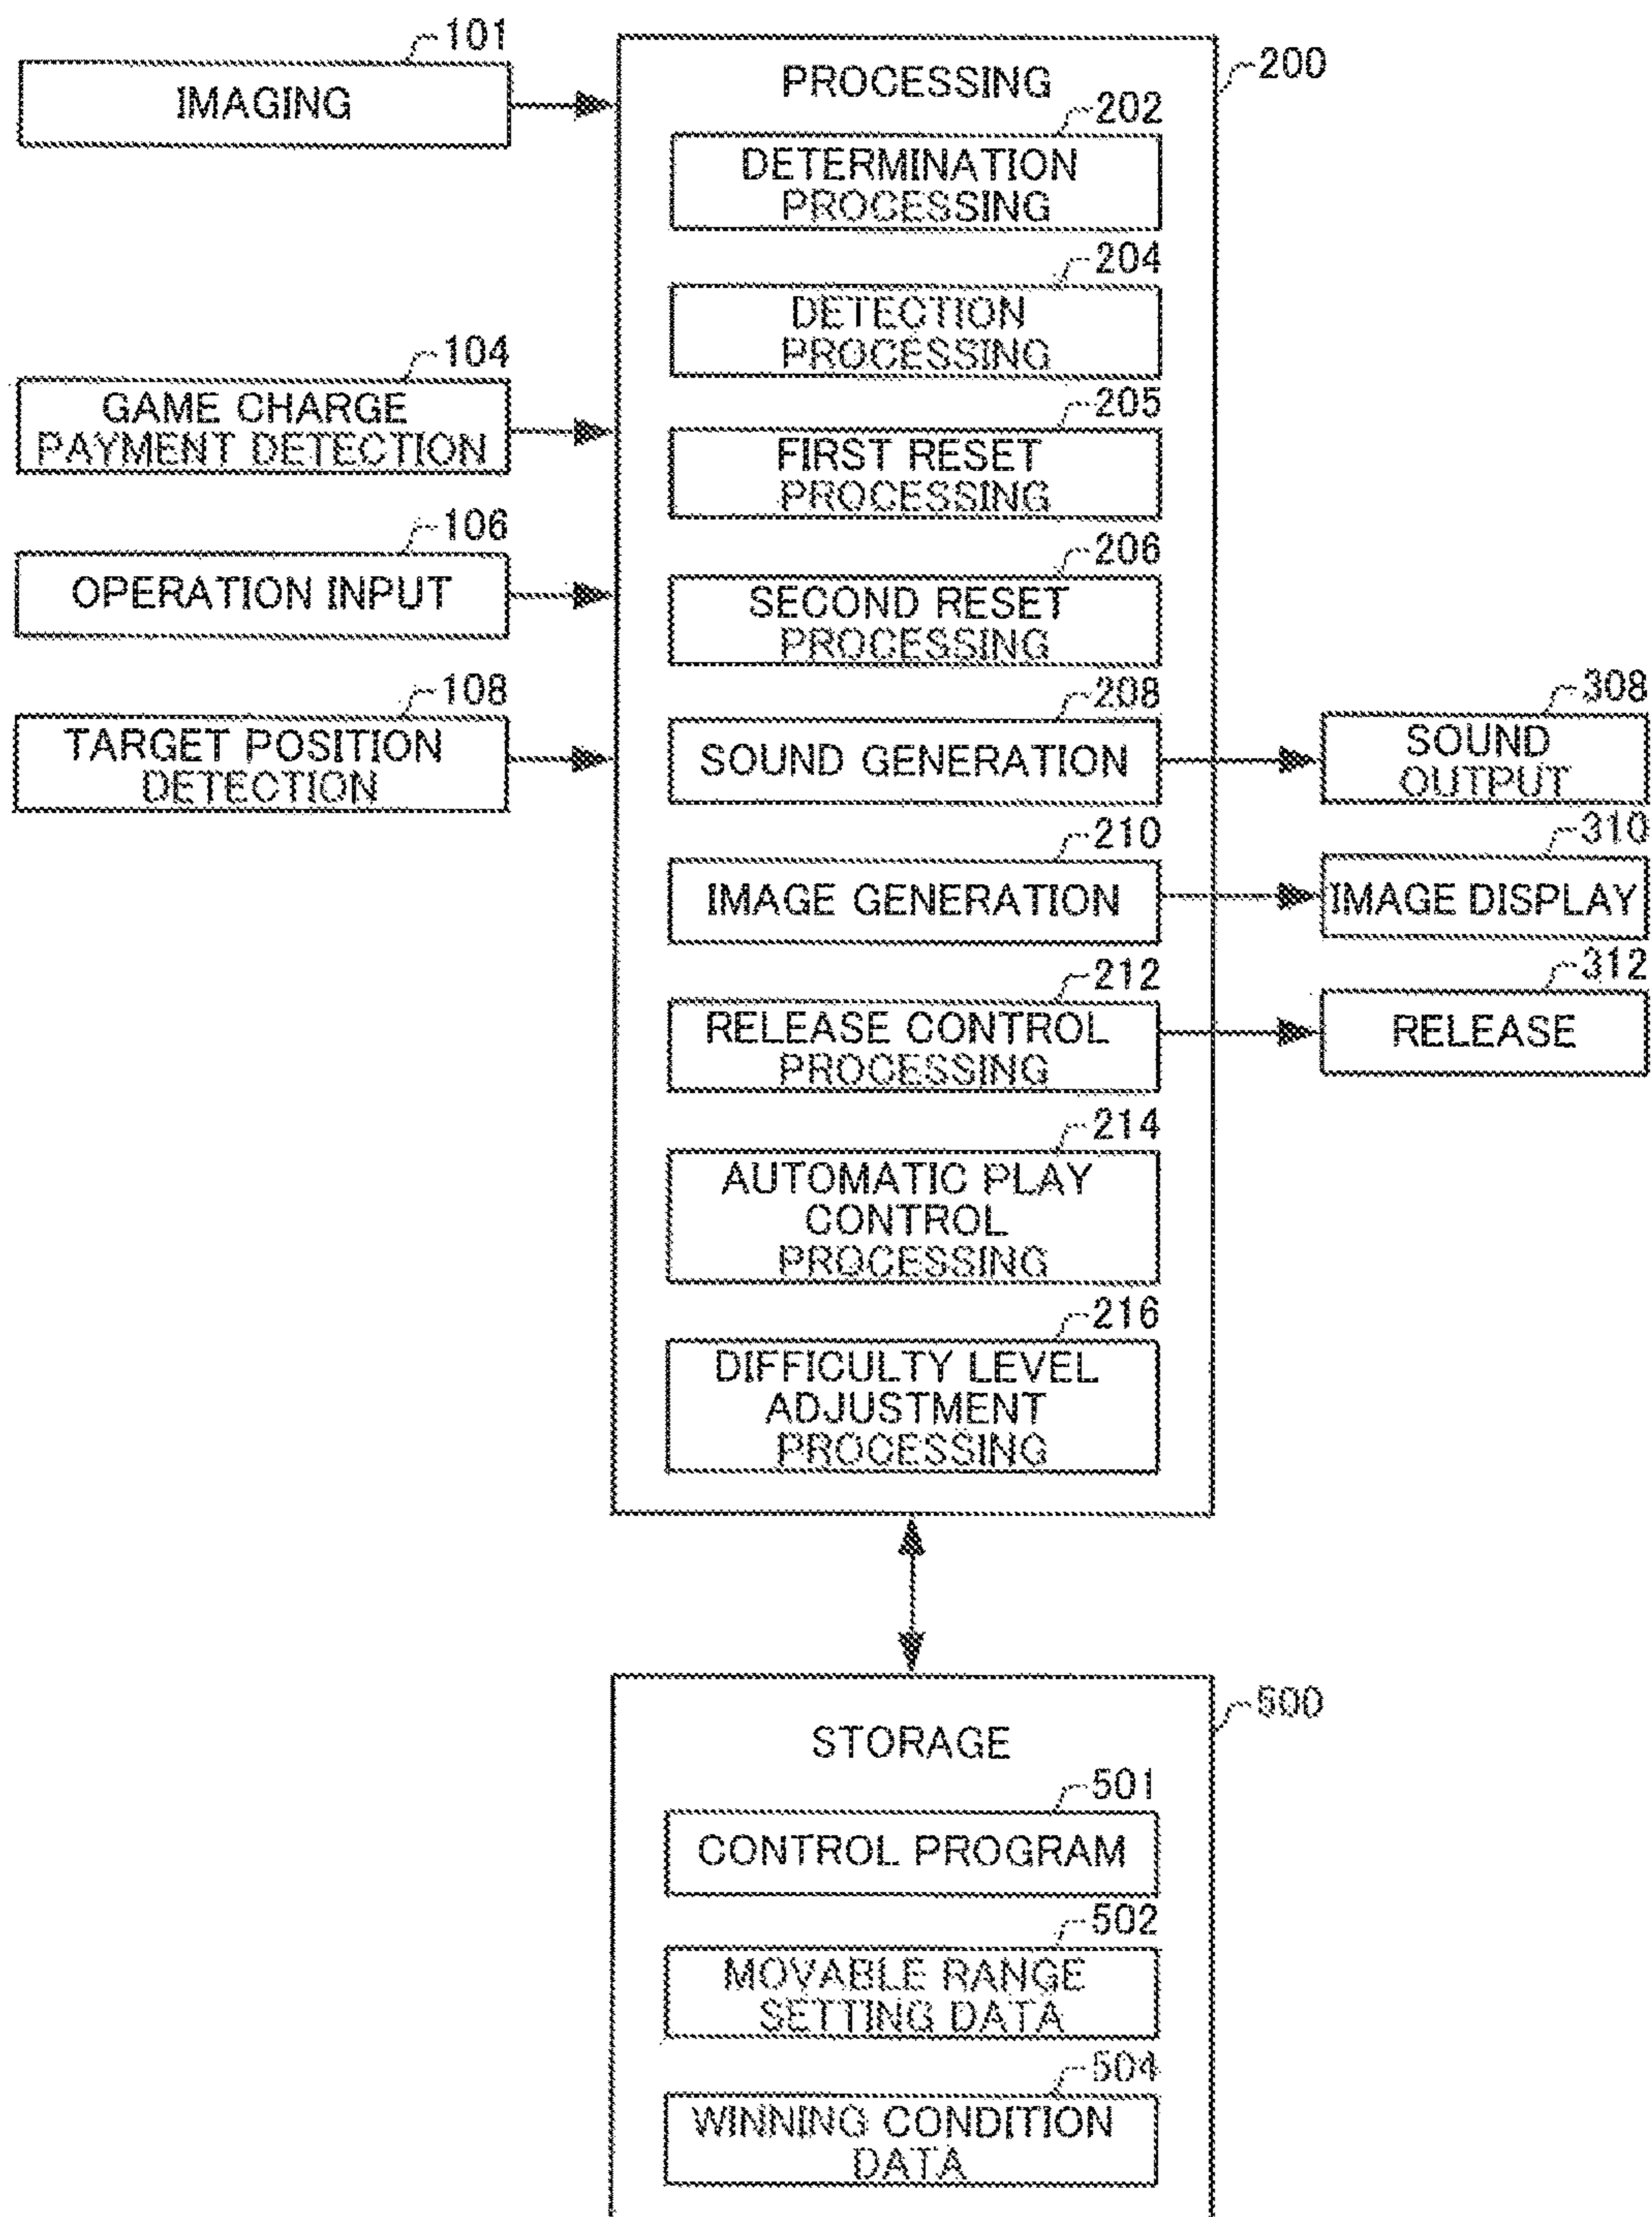 101
IMAGING
104
GAME CHARGE
PAYMENT DETECTION
106
OPERATION INPUT
108
TARGET POSITION
DETECTION
200
PROCESSING
202
DETERMINATION
PROCESSING
204
DETECTION
PROCESSING
205
FIRST RESET
PROCESSING
206
SECOND RESET
PROCESSING
208
SOUND GENERATION
210
IMAGE GENERATION
212
RELEASE CONTROL
PROCESSING
214
AUTOMATIC PLAY
CONTROL
PROCESSING
216
DIFFICULTY LEVEL
ADJUSTMENT
PROCESSING
308
SOUND
OUTPUT
310
IMAGE DISPLAY
312
RELEASE
500
STORAGE
501
CONTROL PROGRAM
502
MOVABLE RANGE
SETTING DATA
504
WINNING CONDITION
DATA